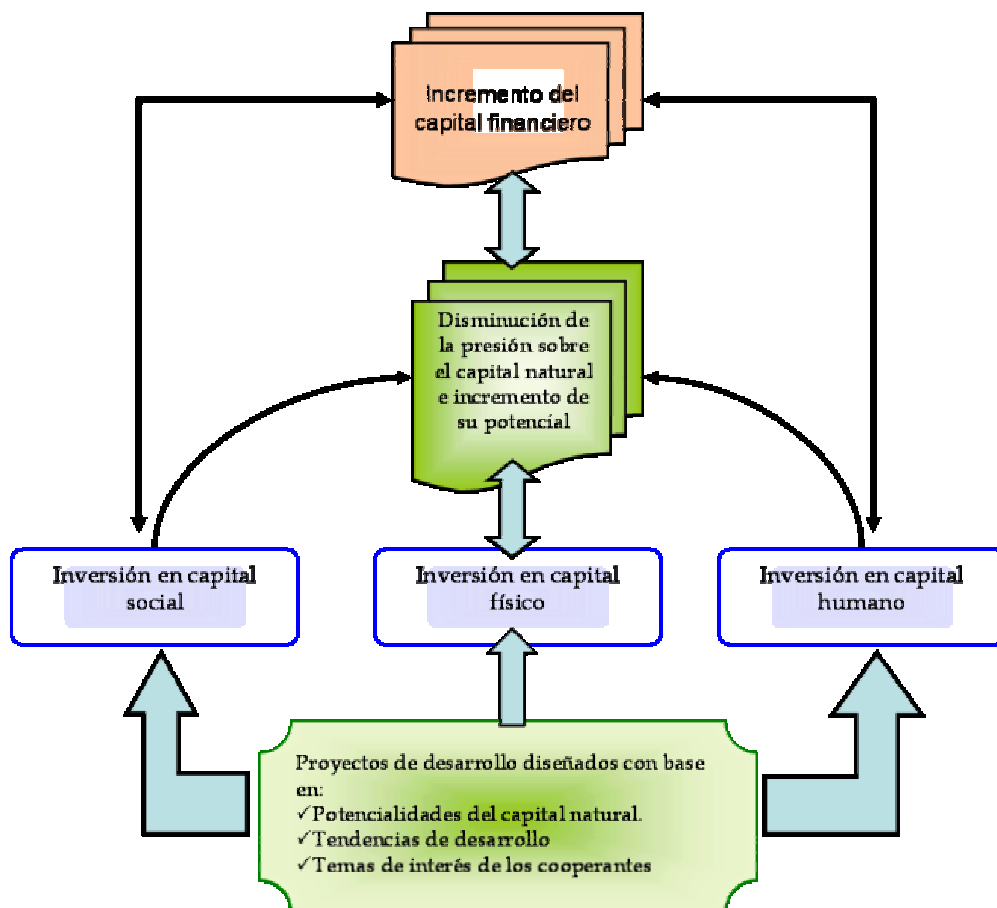 Incremento del
capital financiero
Disminución de
la presión sobre
el capital natural
e incremento de
su potencial
Inversión en capital
social
Inversión en capital
físico
Inversión en capital
humano
Proyectos de desarrollo diseñados con base
en:
✓Potencialidades del capital natural.
✓Tendencias de desarrollo
✓Temas de interés de los cooperantes